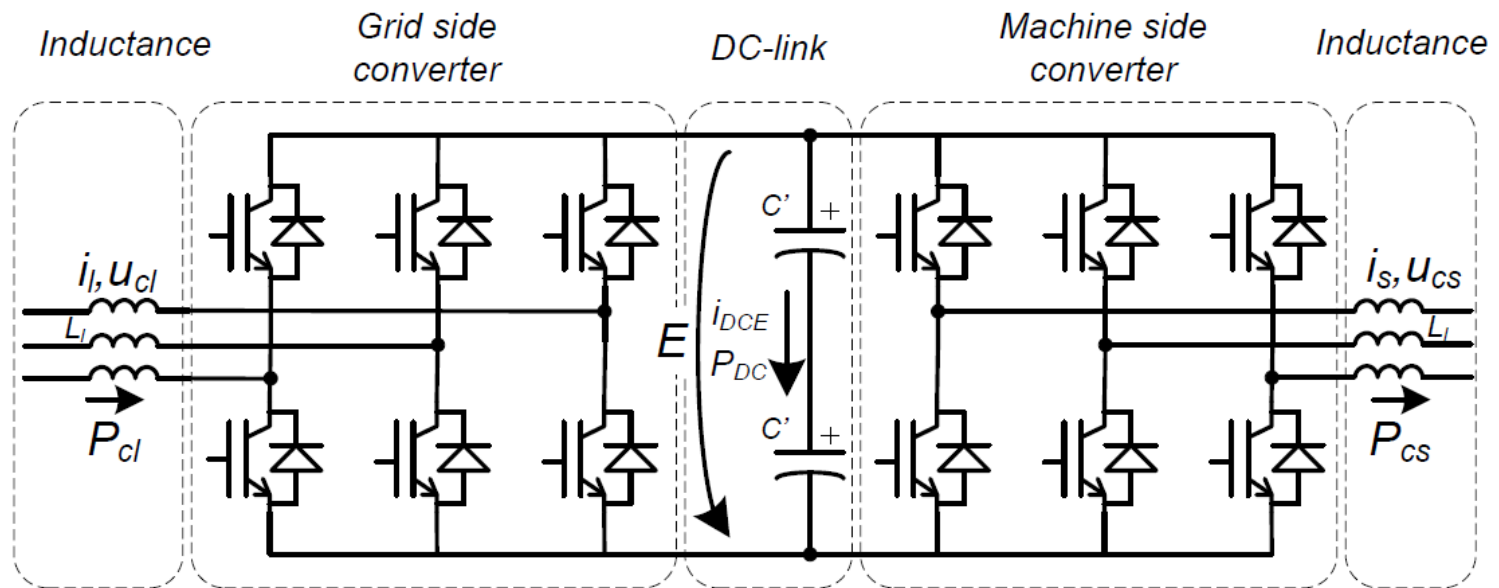 Inductance
Grid side
converter
DC-link
Machine side
converter
Inductance
i_l, u_cl
L_l
P_cl
E
C' +
i_DCE
P_DC
C' +
i_s, u_cs
L_l
P_cs